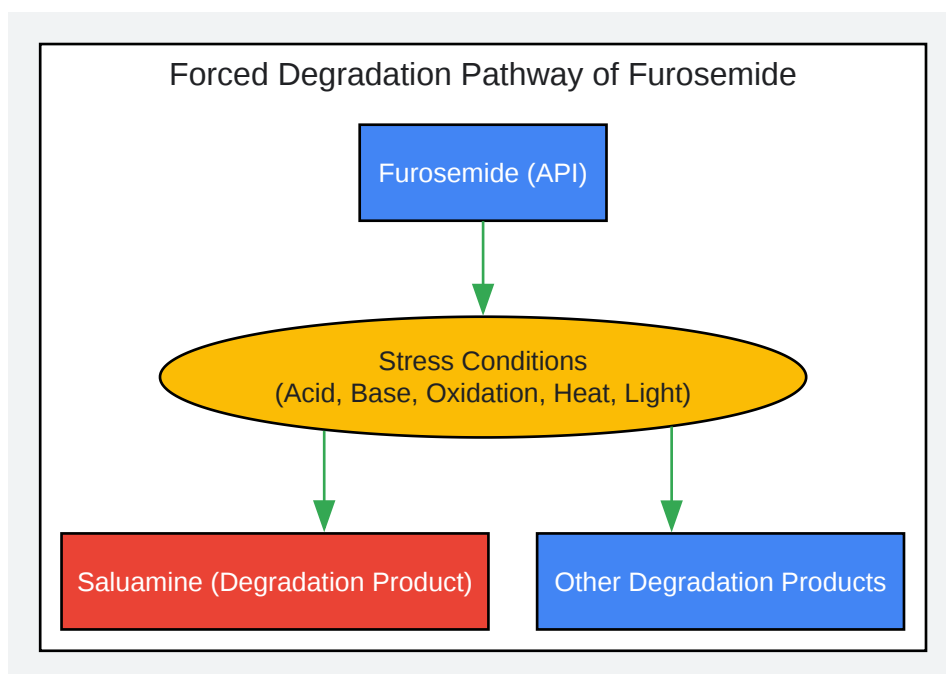 Forced Degradation Pathway of Furosemide
Furosemide (API)
Stress Conditions
(Acid, Base, Oxidation, Heat, Light)
Saluamine (Degradation Product)
Other Degradation Products